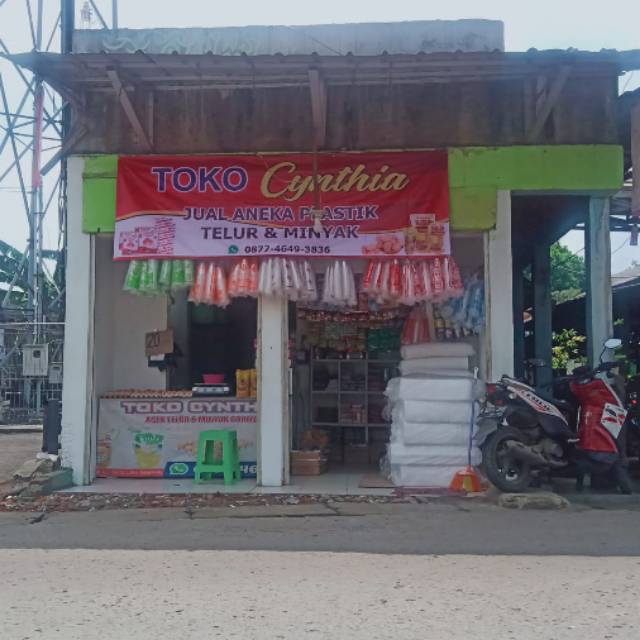 TOKO Cynthia
JUAL ANEKA PLASTIK
TELUR & MINYAK
0877-4649-3836
20
TOKO CYNTH